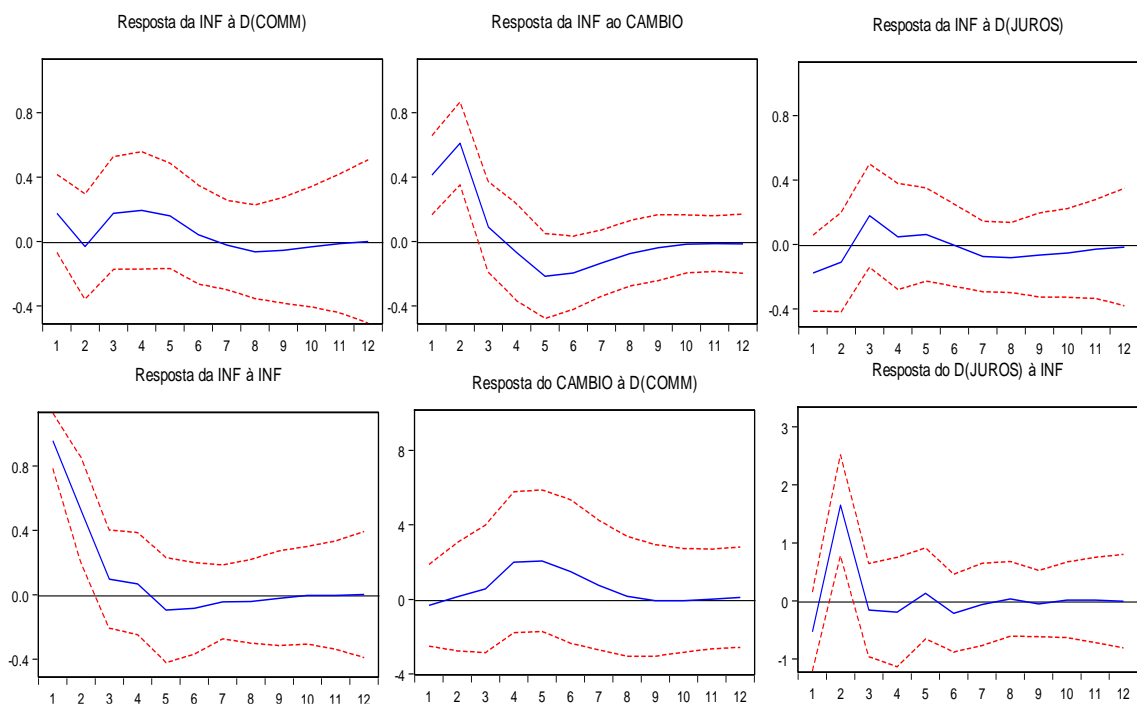 Resposta da INF à D(COMM)
0.8
0.4
0.0
-0.4
1 2 3 4 5 6 7 8 9 10 11 12
Resposta da INF ao CAMBIO
0.8
0.4
0.0
-0.4
1 2 3 4 5 6 7 8 9 10 11 12
Resposta da INF à D(JUROS)
0.8
0.4
0.0
-0.4
1 2 3 4 5 6 7 8 9 10 11 12
Resposta da INF à INF
0.8
0.4
0.0
-0.4
1 2 3 4 5 6 7 8 9 10 11 12
Resposta do CAMBIO à D(COMM)
8
4
0
-4
1 2 3 4 5 6 7 8 9 10 11 12
Resposta do D(JUROS) à INF
3
2
1
0
-1
1 2 3 4 5 6 7 8 9 10 11 12